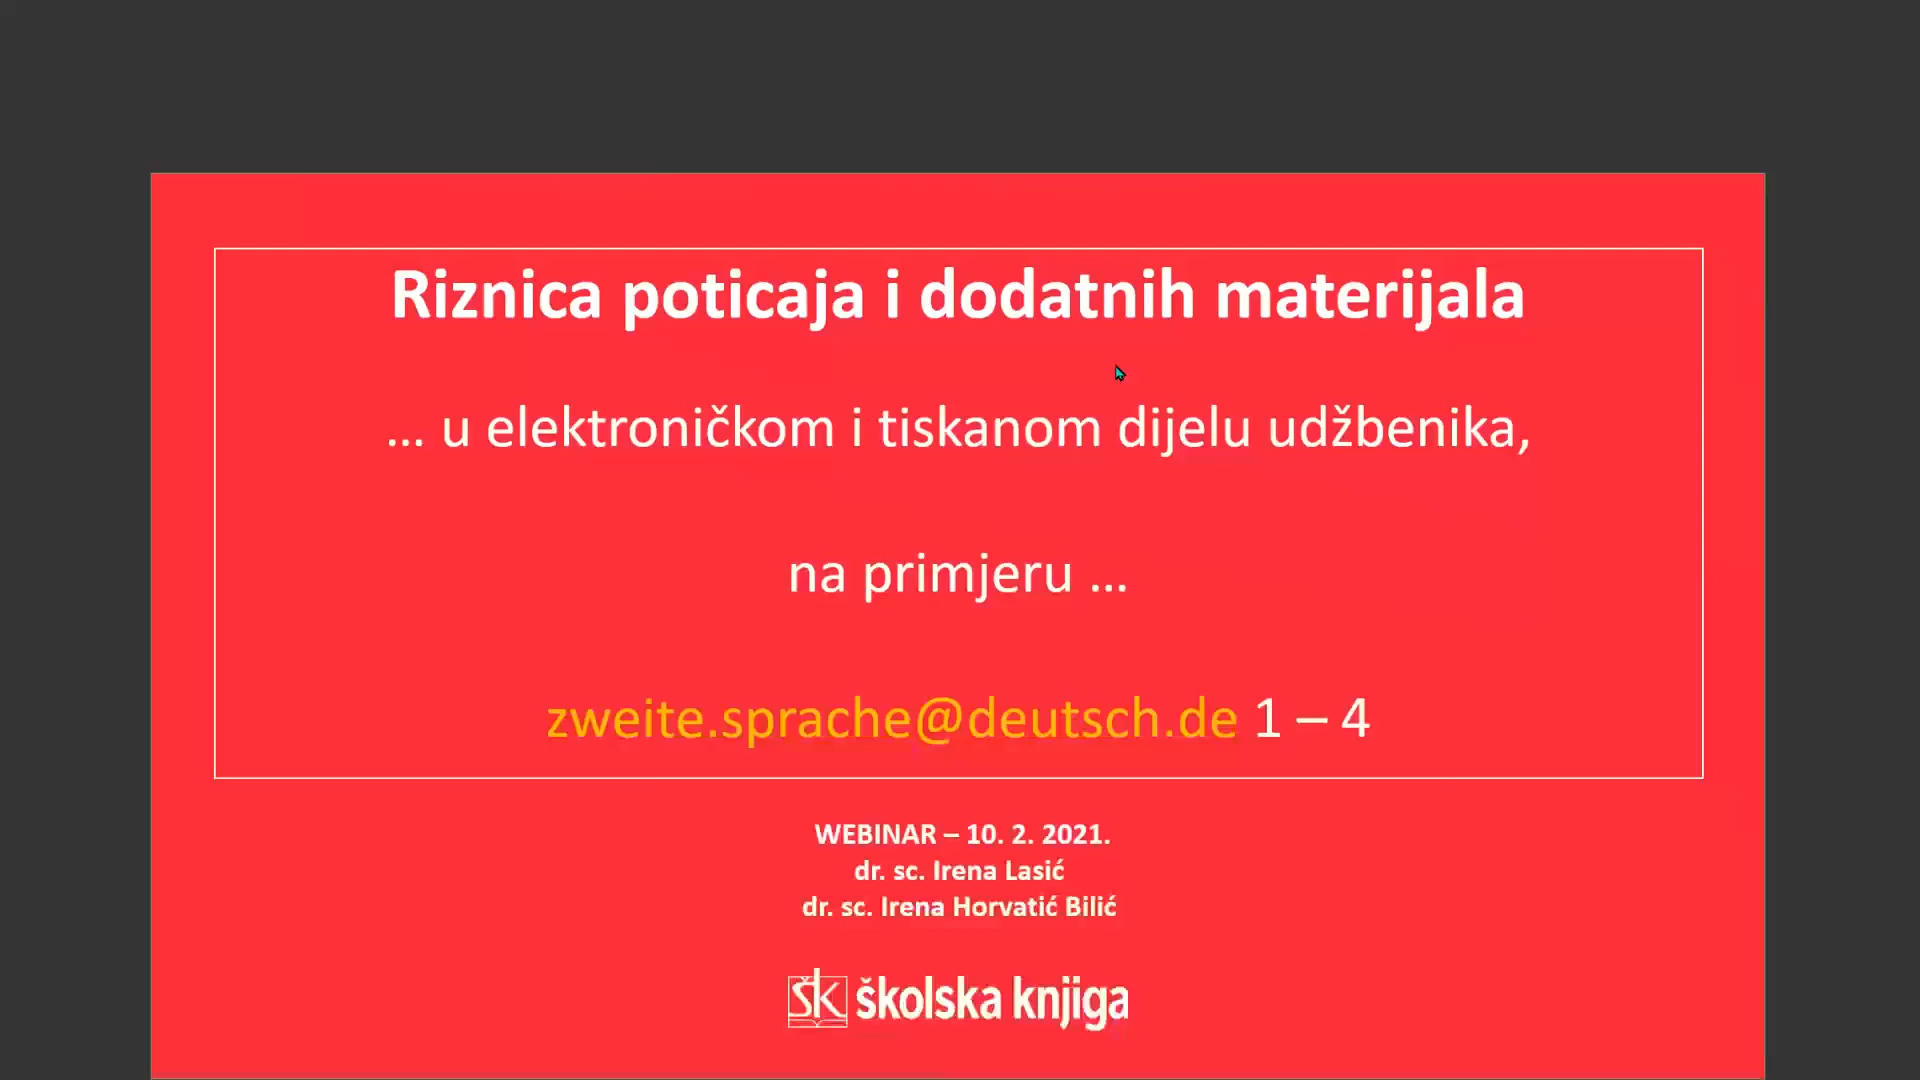 Riznica poticaja i dodatnih materijala
... u elektroničkom i tiskanom dijelu udžbenika,
na primjeru ...
zweite.sprache@deutsch.de 1 – 4
WEBINAR – 10. 2. 2021.
dr. sc. Irena Lasić
dr. sc. Irena Horvatić Bilić
ŠK školska knjiga